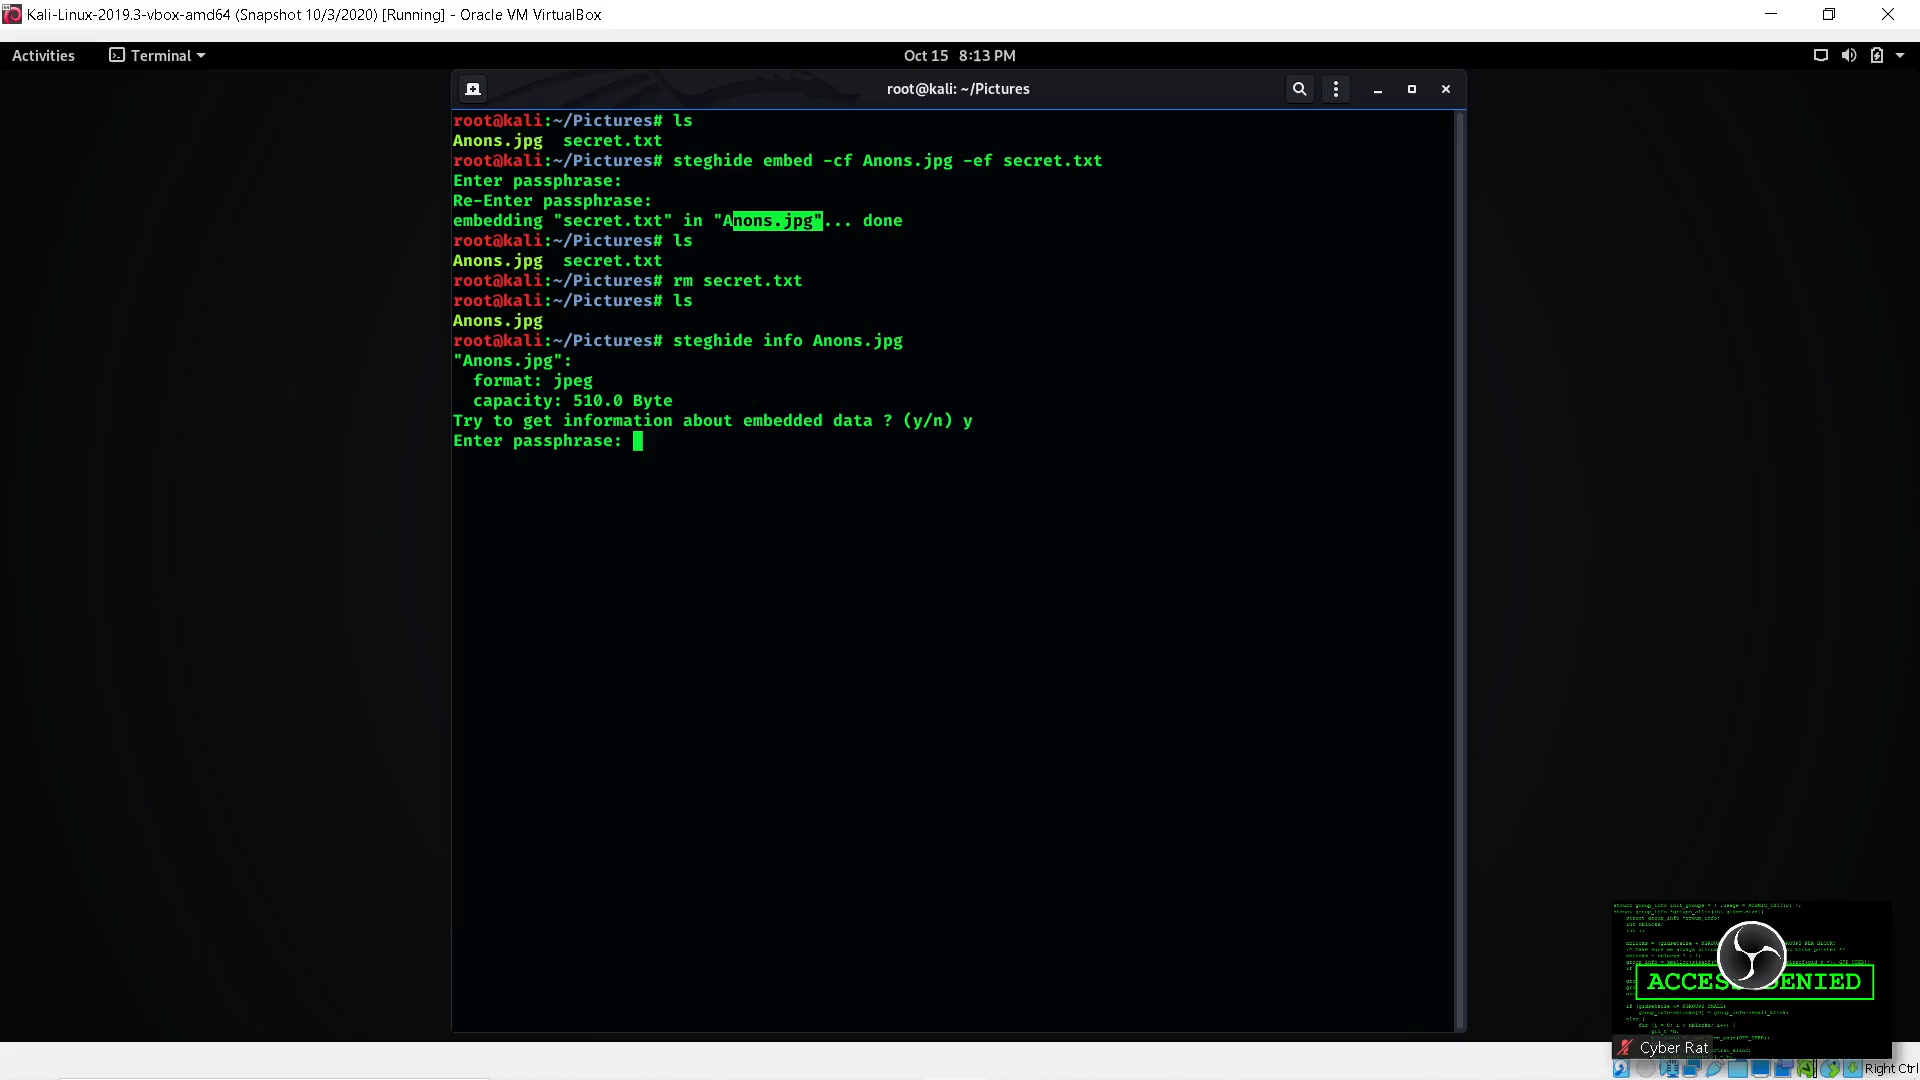 Kali-Linux-2019.3-vbox-amd64 (Snapshot 10/3/2020) [Running] - Oracle VM VirtualBox
Activities Terminal Oct 15 8:13 PM
root@kali: ~/Pictures
root@kali:~/Pictures# ls
Anons.jpg secret.txt
root@kali:~/Pictures# steghide embed -cf Anons.jpg -ef secret.txt
Enter passphrase:
Re-Enter passphrase:
embedding "secret.txt" in "Anons.jpg"... done
root@kali:~/Pictures# ls
Anons.jpg secret.txt
root@kali:~/Pictures# rm secret.txt
root@kali:~/Pictures# ls
Anons.jpg
root@kali:~/Pictures# steghide info Anons.jpg
"Anons.jpg":
format: jpeg
capacity: 510.0 Byte
Try to get information about embedded data ? (y/n) y
Enter passphrase:
Cyber Rat
Right Ctrl